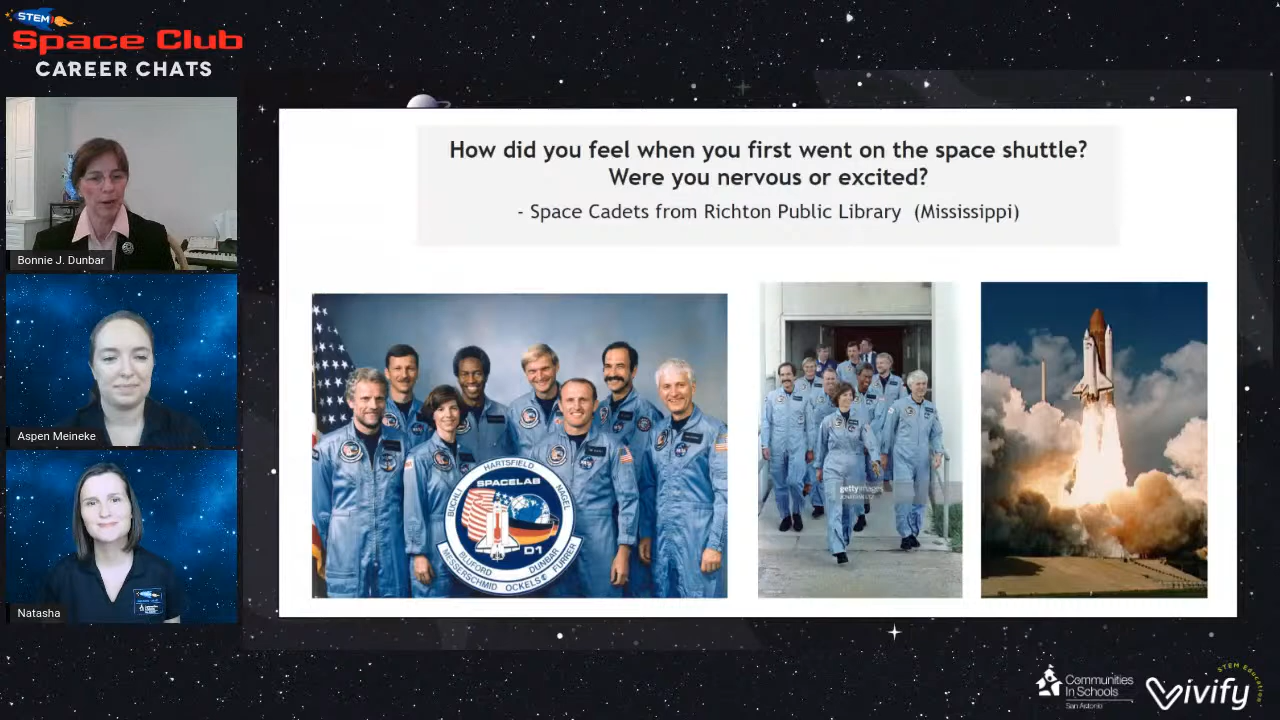 STEM
Space Club
CAREER CHATS
Bonnie J. Dunbar
Aspen Meineke
Natasha
How did you feel when you first went on the space shuttle?
Were you nervous or excited?
- Space Cadets from Richton Public Library (Mississippi)
HARTSFIELD
BUCHLI
NAGEL
SPACELAB
D1
BLUFORD
DUNBAR
MESSERSCHMID
OCKELS
FURRER
gettyimages
Communities
In Schools
San Antonio
Vivify
STEM Education